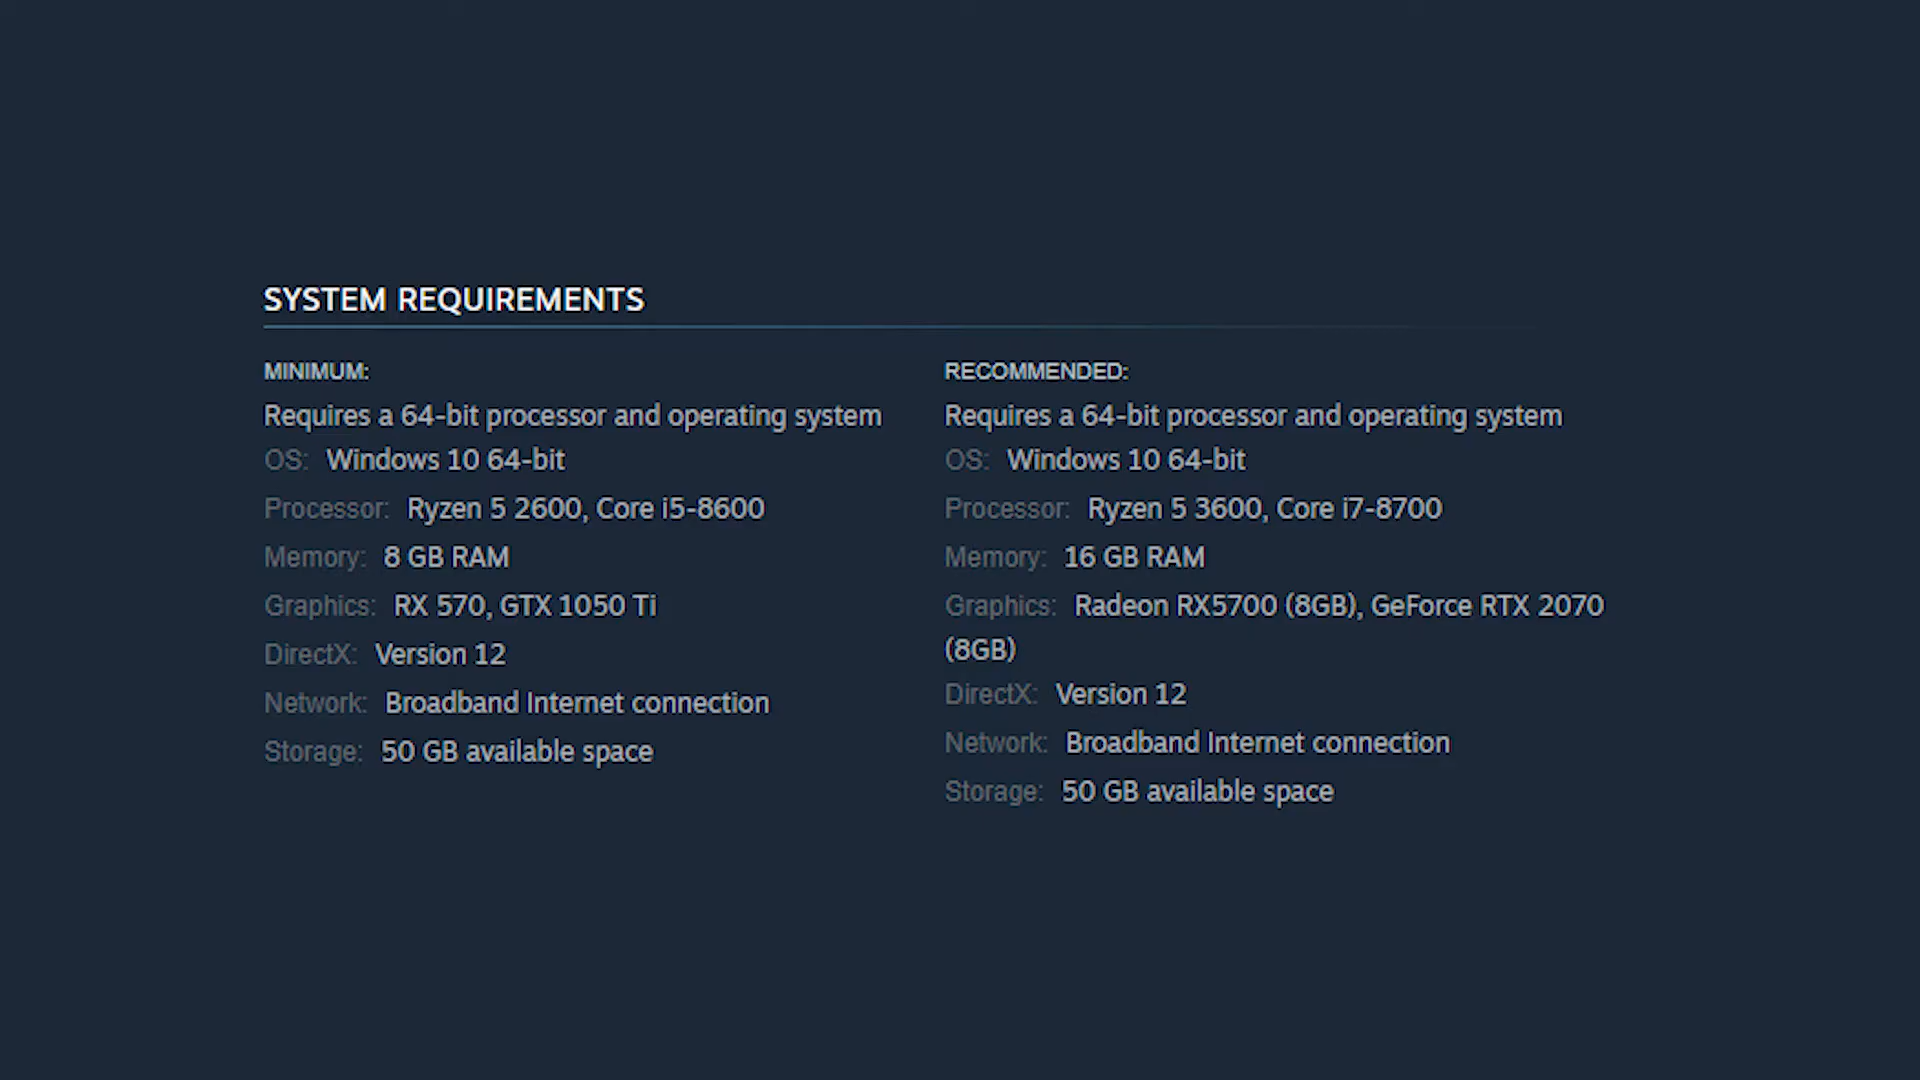 SYSTEM REQUIREMENTS
MINIMUM:
Requires a 64-bit processor and operating system
OS: Windows 10 64-bit
Processor: Ryzen 5 2600, Core i5-8600
Memory: 8 GB RAM
Graphics: RX 570, GTX 1050 Ti
DirectX: Version 12
Network: Broadband Internet connection
Storage: 50 GB available space
RECOMMENDED:
Requires a 64-bit processor and operating system
OS: Windows 10 64-bit
Processor: Ryzen 5 3600, Core i7-8700
Memory: 16 GB RAM
Graphics: Radeon RX5700 (8GB), GeForce RTX 2070
(8GB)
DirectX: Version 12
Network: Broadband Internet connection
Storage: 50 GB available space